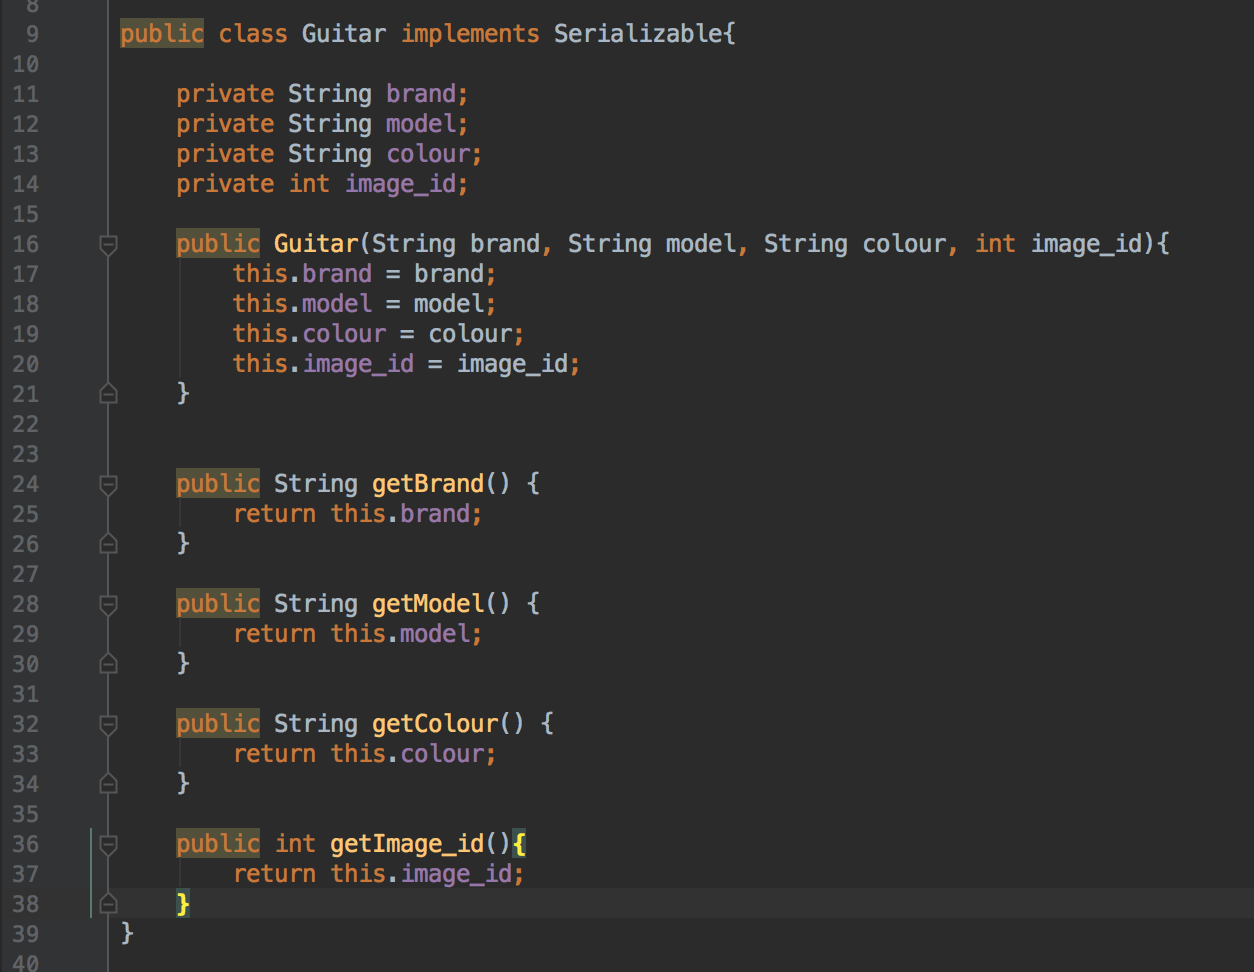 8
9 public class Guitar implements Serializable{
10
11     private String brand;
12     private String model;
13     private String colour;
14     private int image_id;
15
16     public Guitar(String brand, String model, String colour, int image_id){
17         this.brand = brand;
18         this.model = model;
19         this.colour = colour;
20         this.image_id = image_id;
21     }
22
23
24     public String getBrand() {
25         return this.brand;
26     }
27
28     public String getModel() {
29         return this.model;
30     }
31
32     public String getColour() {
33         return this.colour;
34     }
35
36     public int getImage_id(){
37         return this.image_id;
38     }
39 }
40